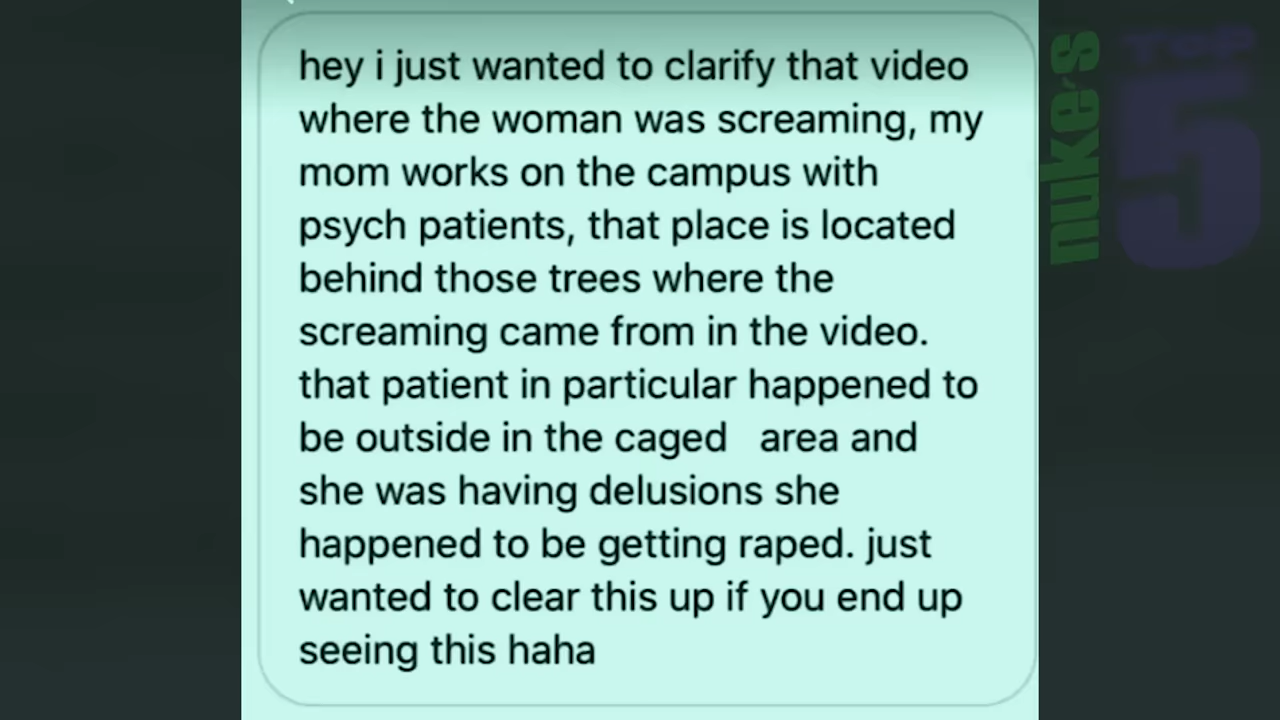 hey i just wanted to clarify that video
where the woman was screaming, my
mom works on the campus with
psych patients, that place is located
behind those trees where the
screaming came from in the video.
that patient in particular happened to
be outside in the caged   area and
she was having delusions she
happened to be getting raped. just
wanted to clear this up if you end up
seeing this haha
nuke's
Top
5